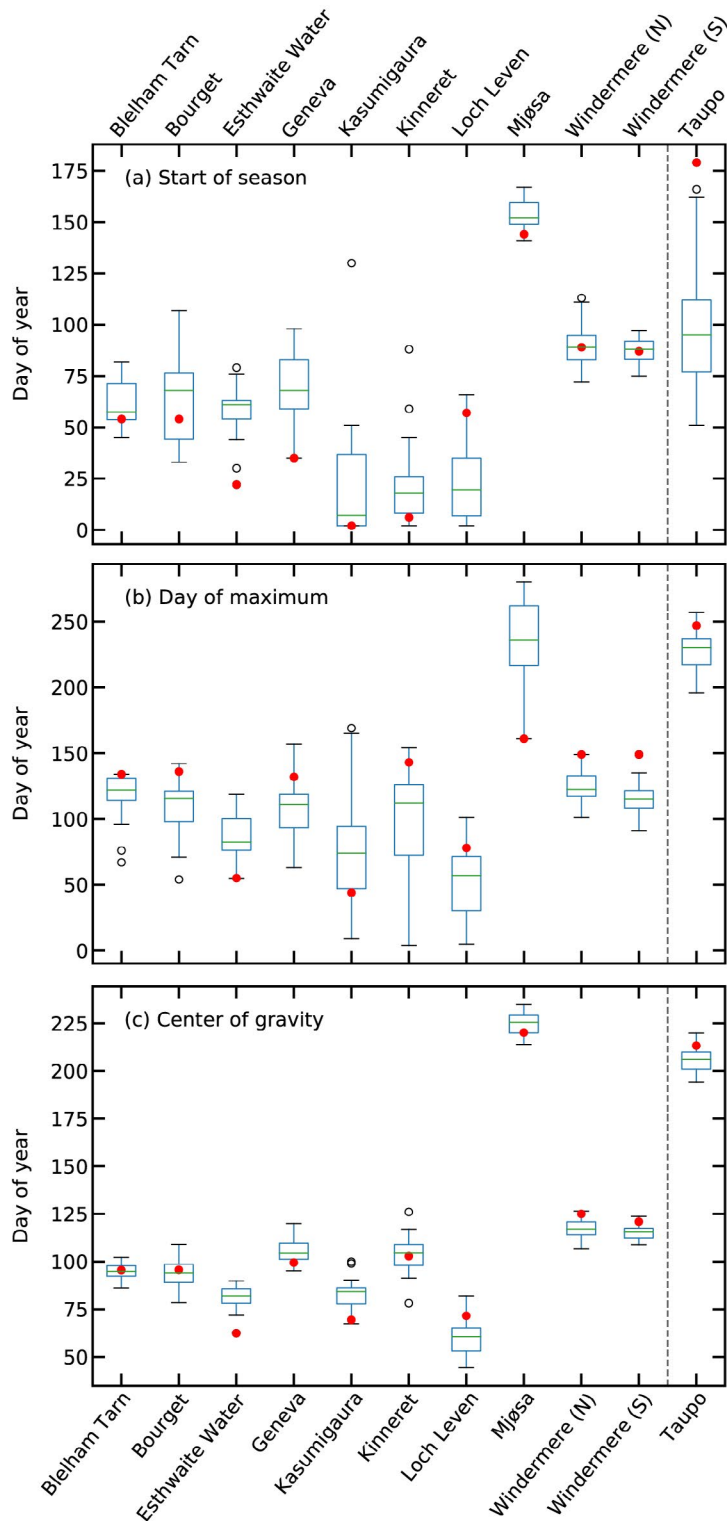 Blelham Tarn
Bourget
Esthwaite Water
Geneva
Kasumigaura
Kinneret
Loch Leven
Mjøsa
Windermere (N)
Windermere (S)
Taupo
(a) Start of season
Day of year
175
150
125
100
75
50
25
0
(b) Day of maximum
Day of year
250
200
150
100
50
0
(c) Center of gravity
Day of year
225
200
175
150
125
100
75
50
Blelham Tarn
Bourget
Esthwaite Water
Geneva
Kasumigaura
Kinneret
Loch Leven
Mjøsa
Windermere (N)
Windermere (S)
Taupo